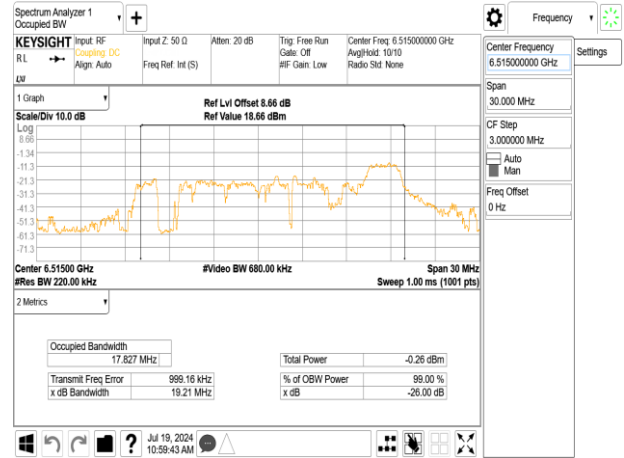 Spectrum Analyzer 1
Occupied BW
Frequency
KEYSIGHT
Input: RF
Coupling: DC
Align: Auto
Input Z: 50 Ω
Freq Ref: Int (S)
Atten: 20 dB
Trig: Free Run
Gate: Off
#IF Gain: Low
Center Freq: 6.515000000 GHz
Avg|Hold: 10/10
Radio Std: None
RL
Center Frequency
6.515000000 GHz
Settings
Span
30.000 MHz
CF Step
3.000000 MHz
Auto
Man
Freq Offset
0 Hz
1 Graph
Scale/Div 10.0 dB
Ref Lvl Offset 8.66 dB
Ref Value 18.66 dBm
Log
8.66
-1.34
-11.3
-21.3
-31.3
-41.3
-51.3
-61.3
-71.3
Center 6.51500 GHz
#Video BW 680.00 kHz
Span 30 MHz
#Res BW 220.00 kHz
Sweep 1.00 ms (1001 pts)
2 Metrics
Occupied Bandwidth
17.827 MHz
Total Power -0.26 dBm
Transmit Freq Error 999.16 kHz
% of OBW Power 99.00 %
x dB Bandwidth 19.21 MHz
x dB -26.00 dB
?
Jul 19, 2024
10:59:43 AM